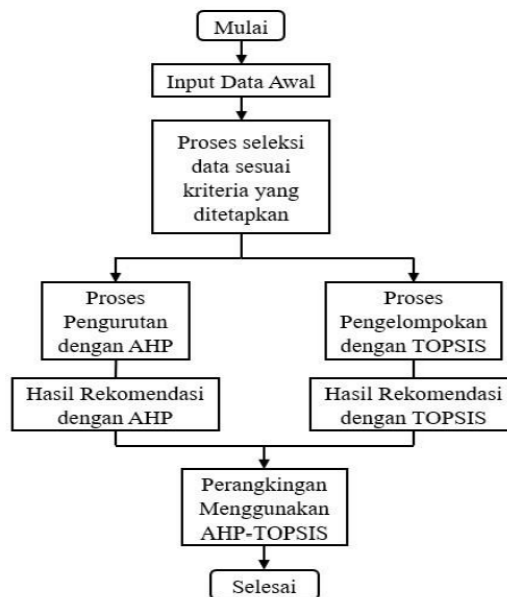 Mulai
Input Data Awal
Proses seleksi
data sesuai
kriteria yang
ditetapkan
Proses
Pengurutan
dengan AHP
Proses
Pengelompokan
dengan TOPSIS
Hasil Rekomendasi
dengan AHP
Hasil Rekomendasi
dengan TOPSIS
Perangkingan
Menggunakan
AHP-TOPSIS
Selesai